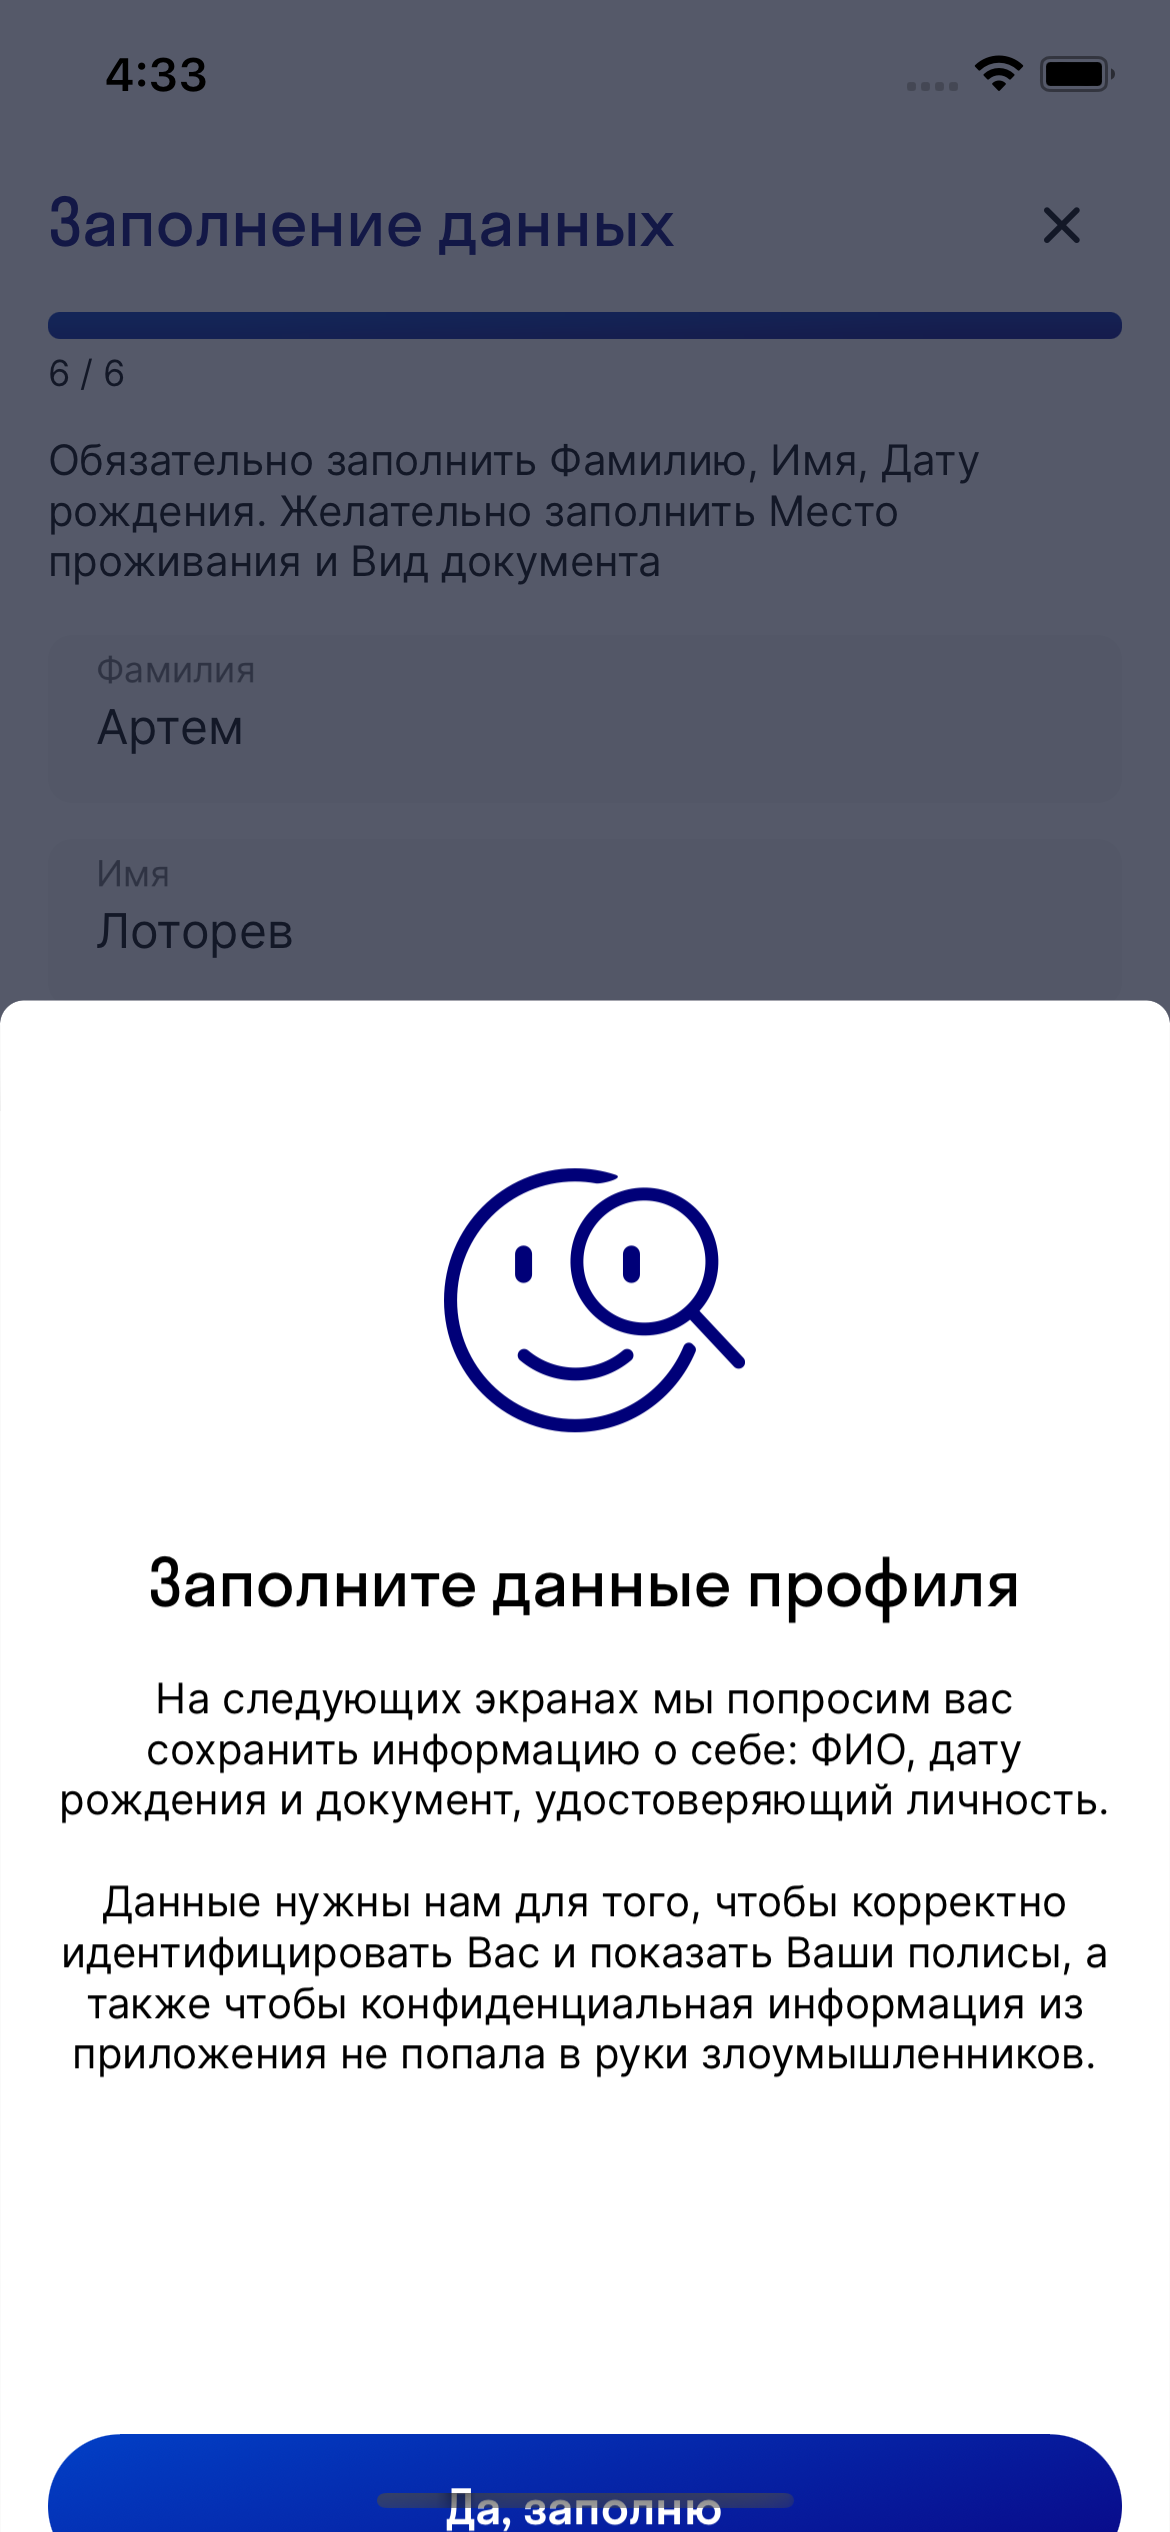 4:33
Заполнение данных
6 / 6
Обязательно заполнить Фамилию, Имя, Дату
рождения. Желательно заполнить Место
проживания и Вид документа
Фамилия
Артем
Имя
Лоторев
Заполните данные профиля
На следующих экранах мы попросим вас
сохранить информацию о себе: ФИО, дату
рождения и документ, удостоверяющий личность.
Данные нужны нам для того, чтобы корректно
идентифицировать Вас и показать Ваши полисы, а
также чтобы конфиденциальная информация из
приложения не попала в руки злоумышленников.
Да, заполню